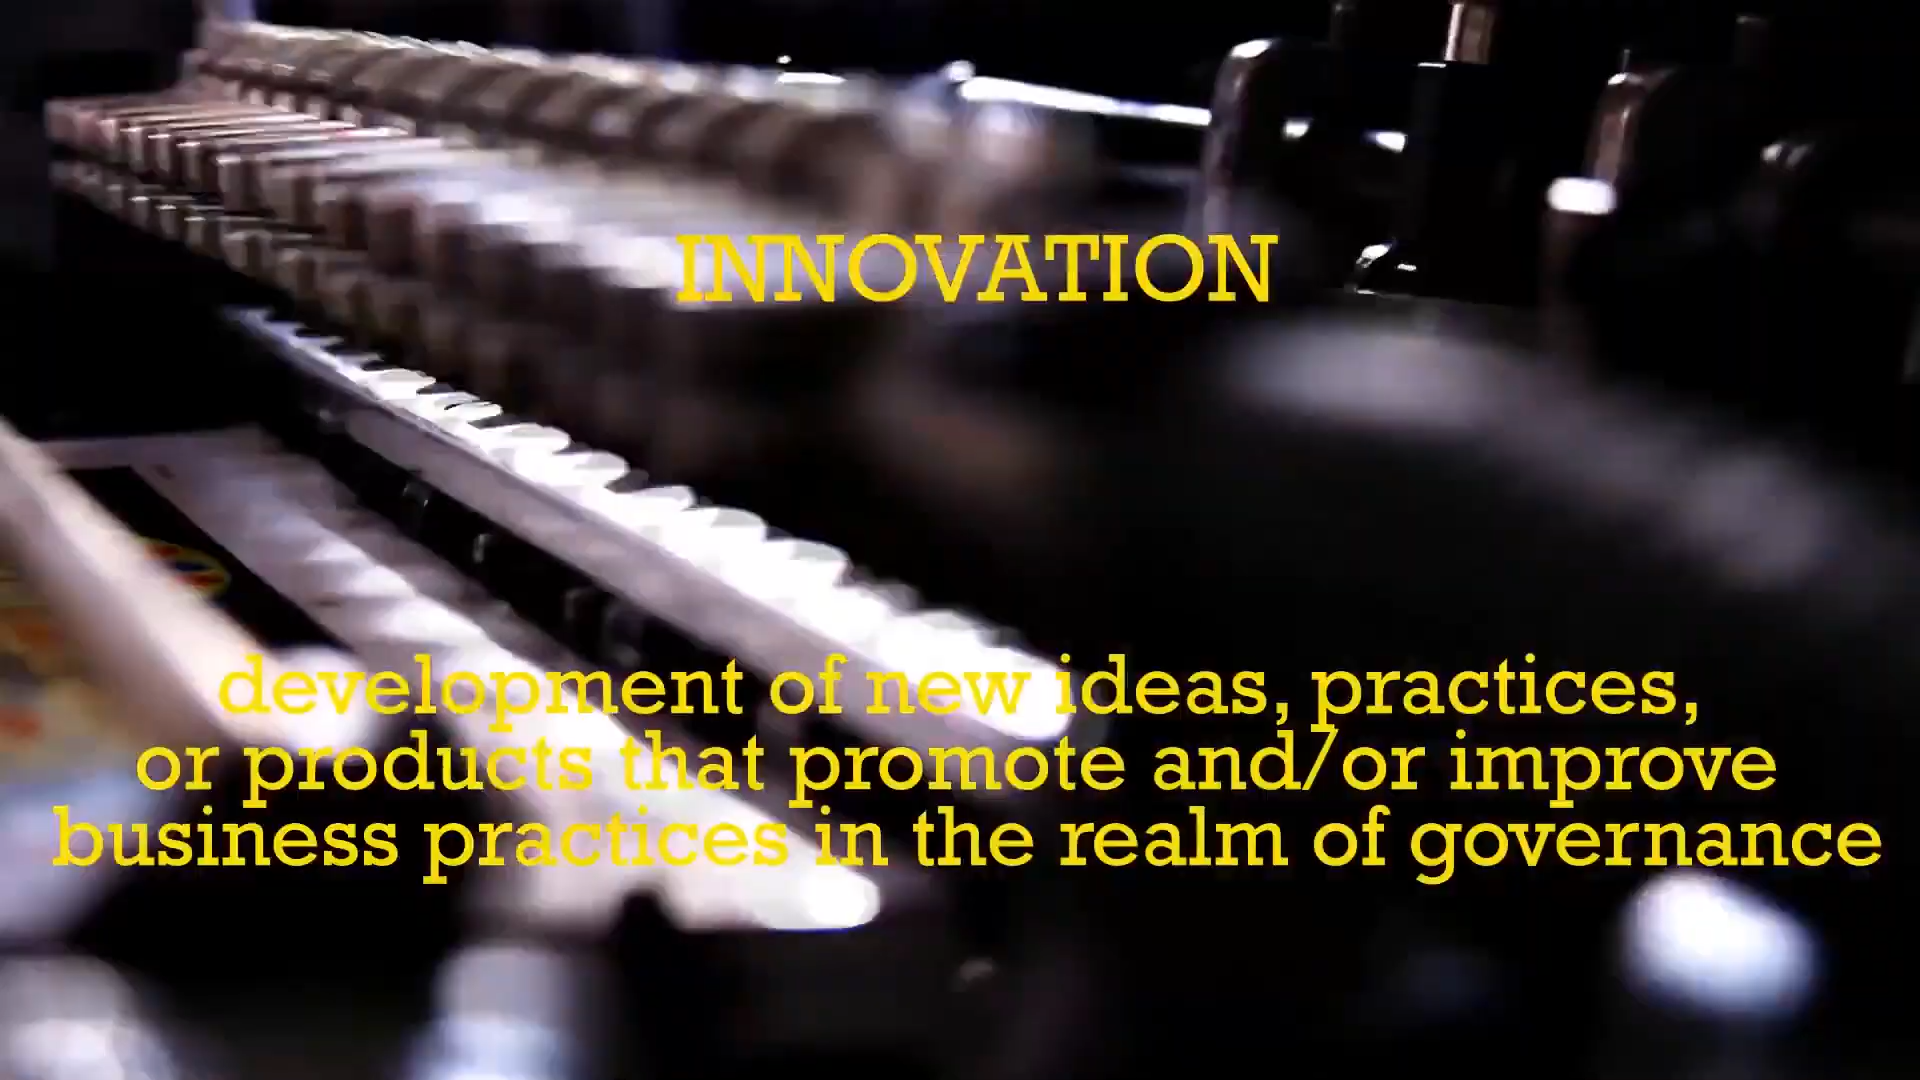 INNOVATION
development of new ideas, practices,
or products that promote and/or improve
business practices in the realm of governance